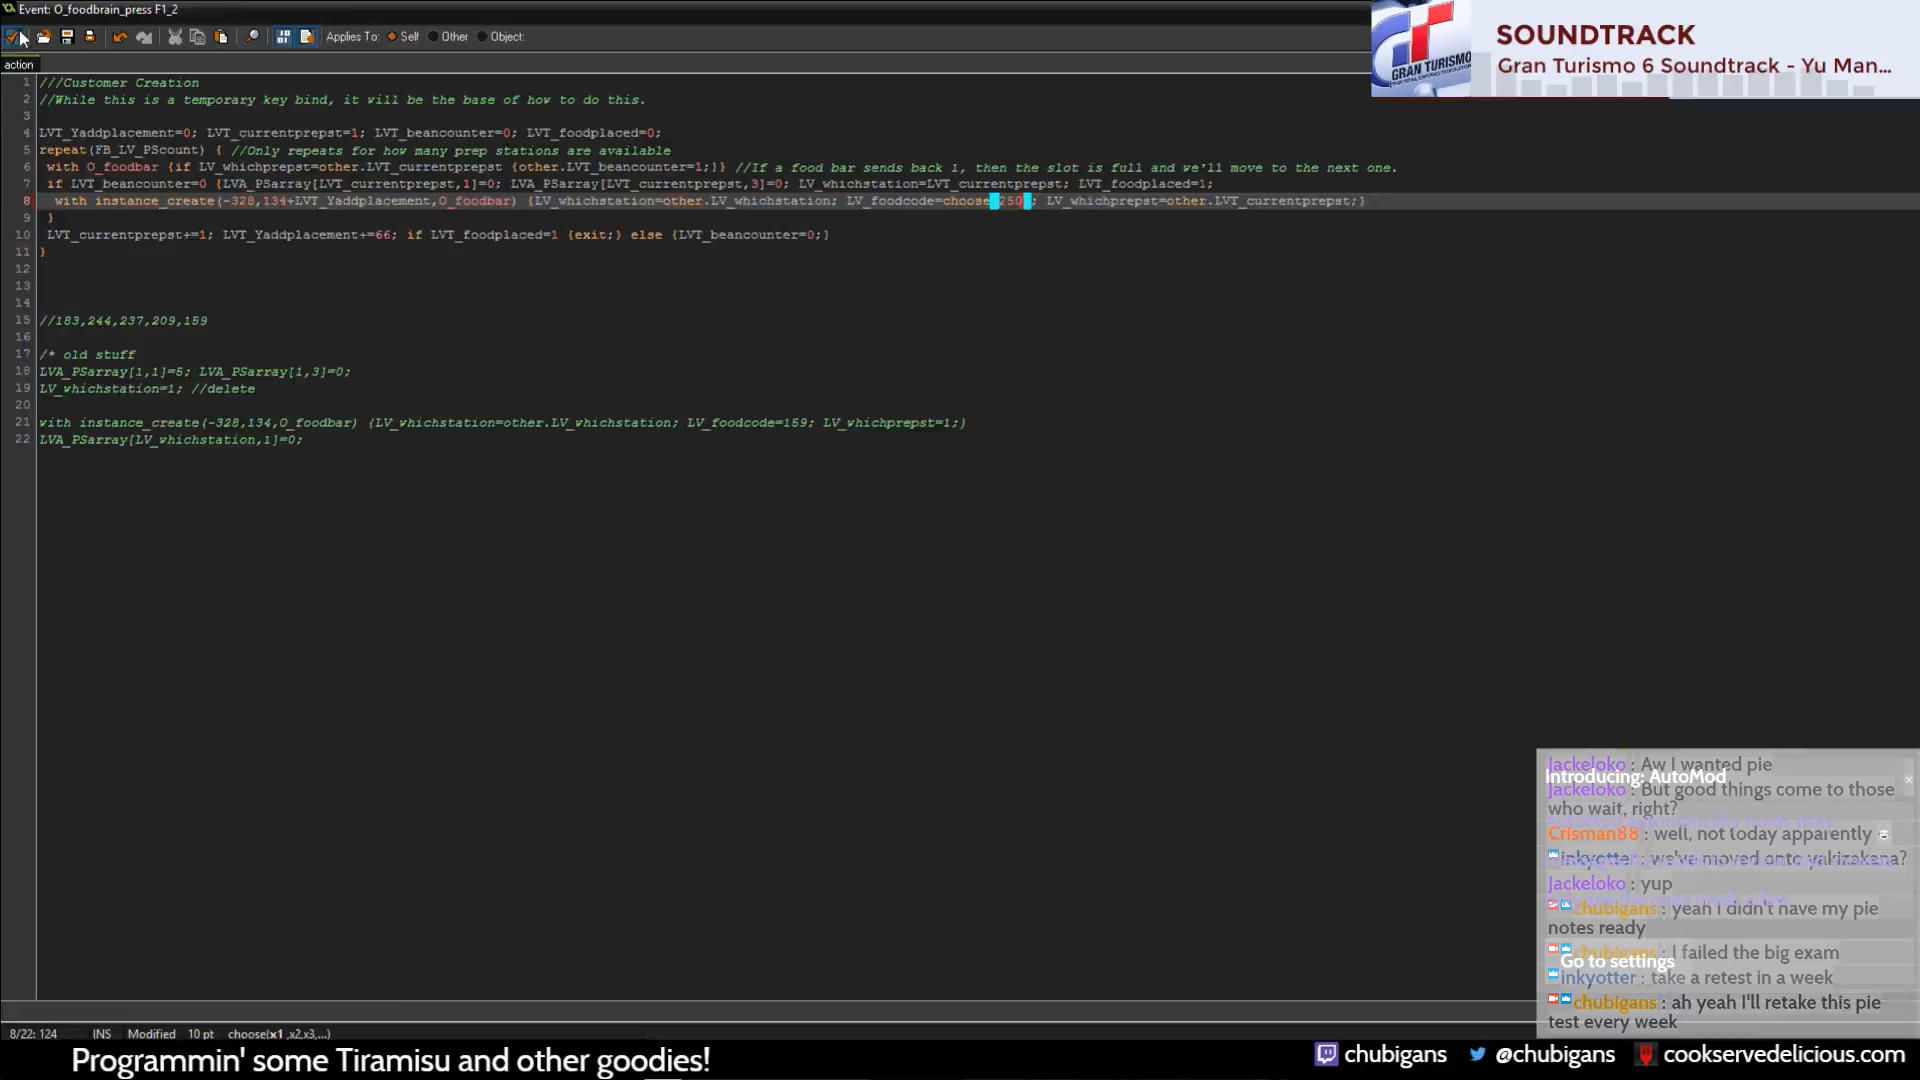 Event: O_foodbrain_press F1_2
Applies To: Self Other Object:
action
1 ///Customer Creation
2 //While this is a temporary key bind, it will be the base of how to do this.
3
4 LVT_Yaddplacement=0; LVT_currentprepst=1; LVT_beancounter=0; LVT_foodplaced=0;
5 repeat(FB_LV_PScount) { //Only repeats for how many prep stations are available
6 with O_foodbar {if LV_whichprepst=other.LVT_currentprepst {other.LVT_beancounter=1;}} //If a food bar sends back 1, then the slot is full and we'll move to the next one.
7 if LVT_beancounter=0 {LVA_PSarray[LVT_currentprepst,1]=0; LVA_PSarray[LVT_currentprepst,3]=0; LV_whichstation=LVT_currentprepst; LVT_foodplaced=1;
8 with instance_create(-328,134+LVT_Yaddplacement,O_foodbar) {LV_whichstation=other.LV_whichstation; LV_foodcode=choose(250); LV_whichprepst=other.LVT_currentprepst;}
9 }
10 LVT_currentprepst+=1; LVT_Yaddplacement+=66; if LVT_foodplaced=1 {exit;} else {LVT_beancounter=0;}
11 }
12
13
14
15 //183,244,237,209,159
16
17 /* old stuff
18 LVA_PSarray[1,1]=5; LVA_PSarray[1,3]=0;
19 LV_whichstation=1; //delete
20
21 with instance_create(-328,134,O_foodbar) {LV_whichstation=other.LV_whichstation; LV_foodcode=159; LV_whichprepst=1;}
22 LVA_PSarray[LV_whichstation,1]=0;
8/22: 124 INS Modified 10 pt choose(x1 ,x2,x3,...)
GRAN TURISMO
SOUNDTRACK
Gran Turismo 6 Soundtrack - Yu Man...
Jackeloko : Aw I wanted pie
Introducing: AutoMod
Jackeloko : But good things come to those
who wait, right?
Crisman88 : well, not today apparently
inkyotter : we've moved onto yakizakana?
Jackeloko : yup
chubigans : yeah I didn't have my pie
notes ready
chubigans : I failed the big exam
Go to settings
inkyotter : take a retest in a week
chubigans : ah yeah I'll retake this pie
test every week
Programmin' some Tiramisu and other goodies!
chubigans @chubigans cookservedelicious.com